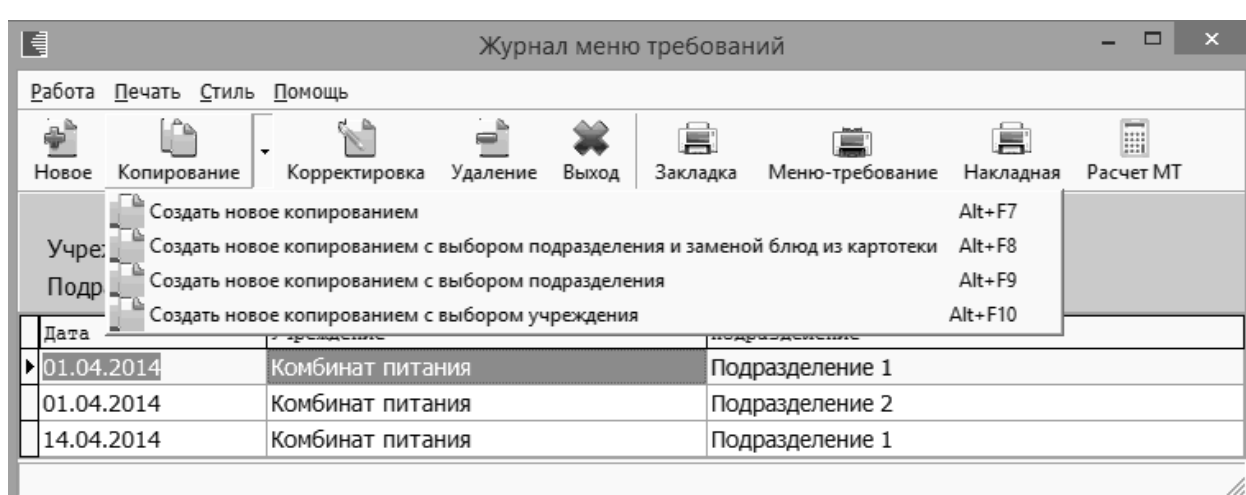 Журнал меню требований
Работа Печать Стиль Помощь
Новое Копирование Корректировка Удаление Выход Закладка Меню-требование Накладная Расчет МТ
Создать новое копированием Alt+F7
Создать новое копированием с выбором подразделения и заменой блюд из картотеки Alt+F8
Создать новое копированием с выбором подразделения Alt+F9
Создать новое копированием с выбором учреждения Alt+F10
Дата
01.04.2014 Комбинат питания Подразделение 1
01.04.2014 Комбинат питания Подразделение 2
14.04.2014 Комбинат питания Подразделение 1